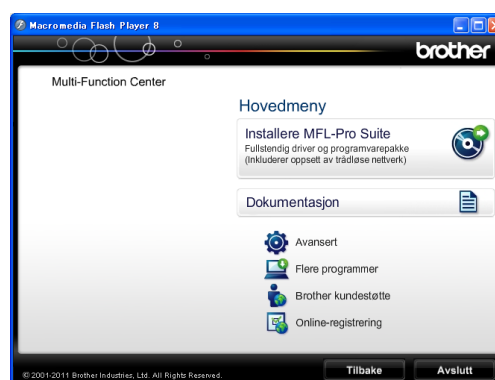 Macromedia Flash Player 8
brother
Multi-Function Center
Hovedmeny
Installere MFL-Pro Suite
Fullstendig driver og programvarepakke
(Inkluderer oppsett av trådløse nettverk)
Dokumentasjon
Avansert
Flere programmer
Brother kundestøtte
Online-registrering
© 2001-2011 Brother Industries, Ltd. All Rights Reserved.
Tilbake
Avslutt